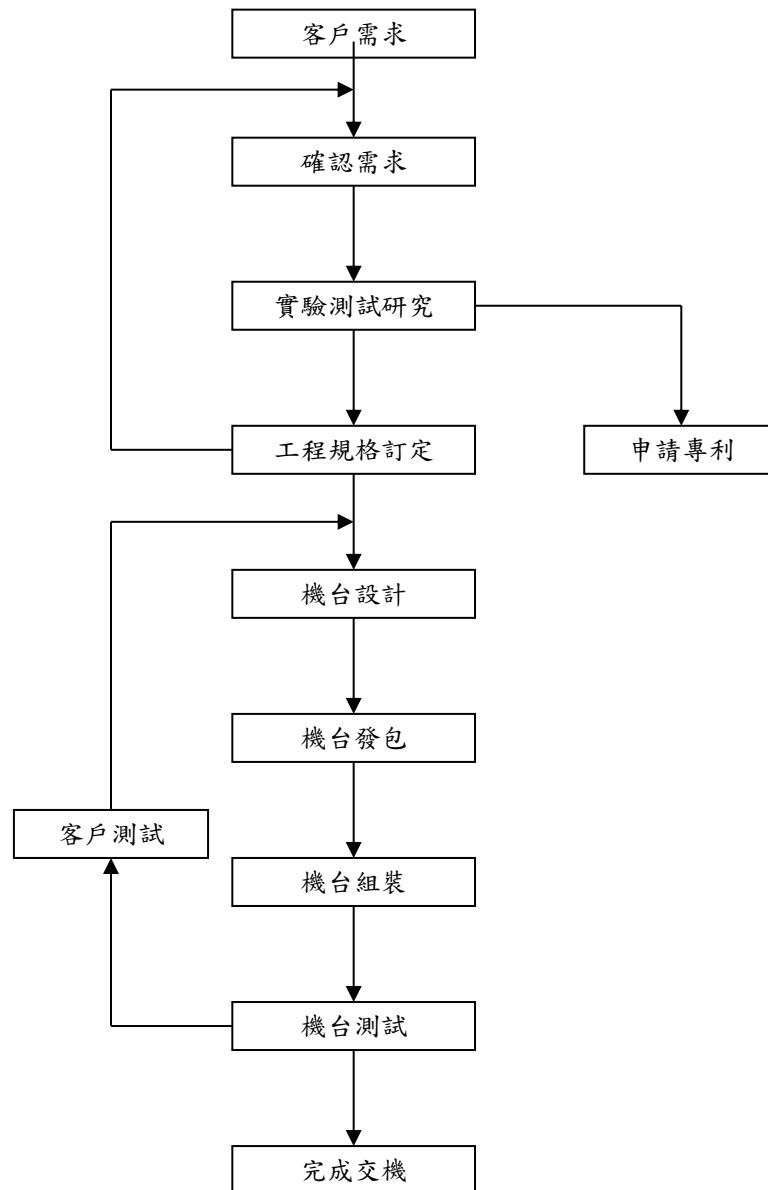 客戶需求
確認需求
實驗測試研究
工程規格訂定
申請專利
機台設計
機台發包
客戶測試
機台組裝
機台測試
完成交機